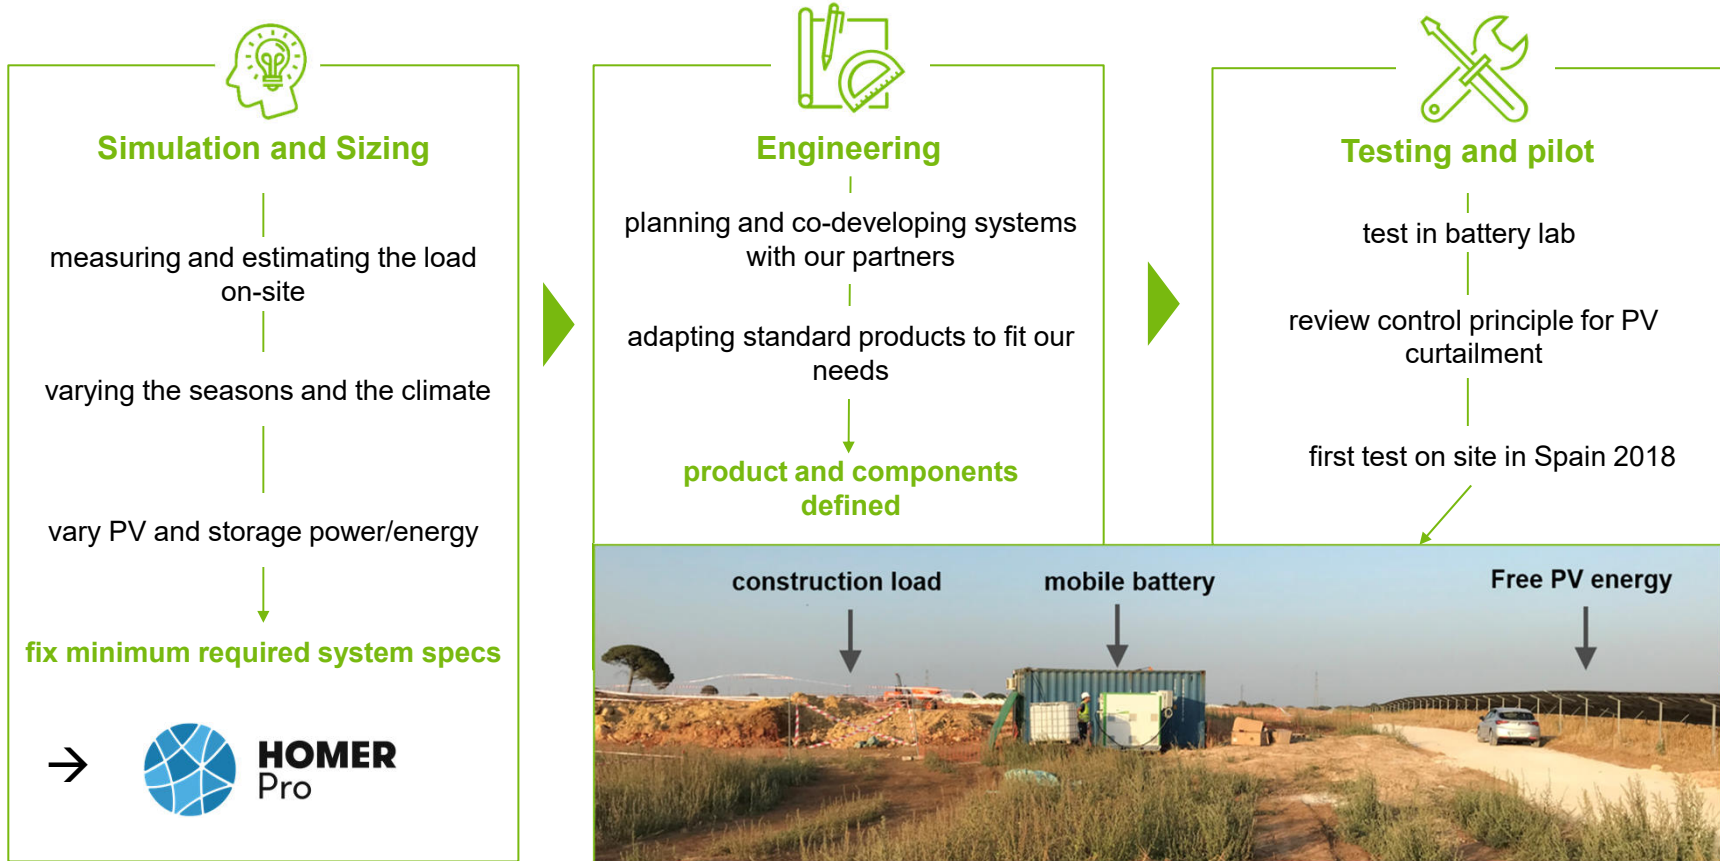 Simulation and Sizing
measuring and estimating the load
on-site
varying the seasons and the climate
vary PV and storage power/energy
fix minimum required system specs
→
HOMER
Pro
Engineering
planning and co-developing systems
with our partners
adapting standard products to fit our
needs
product and components
defined
Testing and pilot
test in battery lab
review control principle for PV
curtailment
first test on site in Spain 2018
construction load
mobile battery
Free PV energy